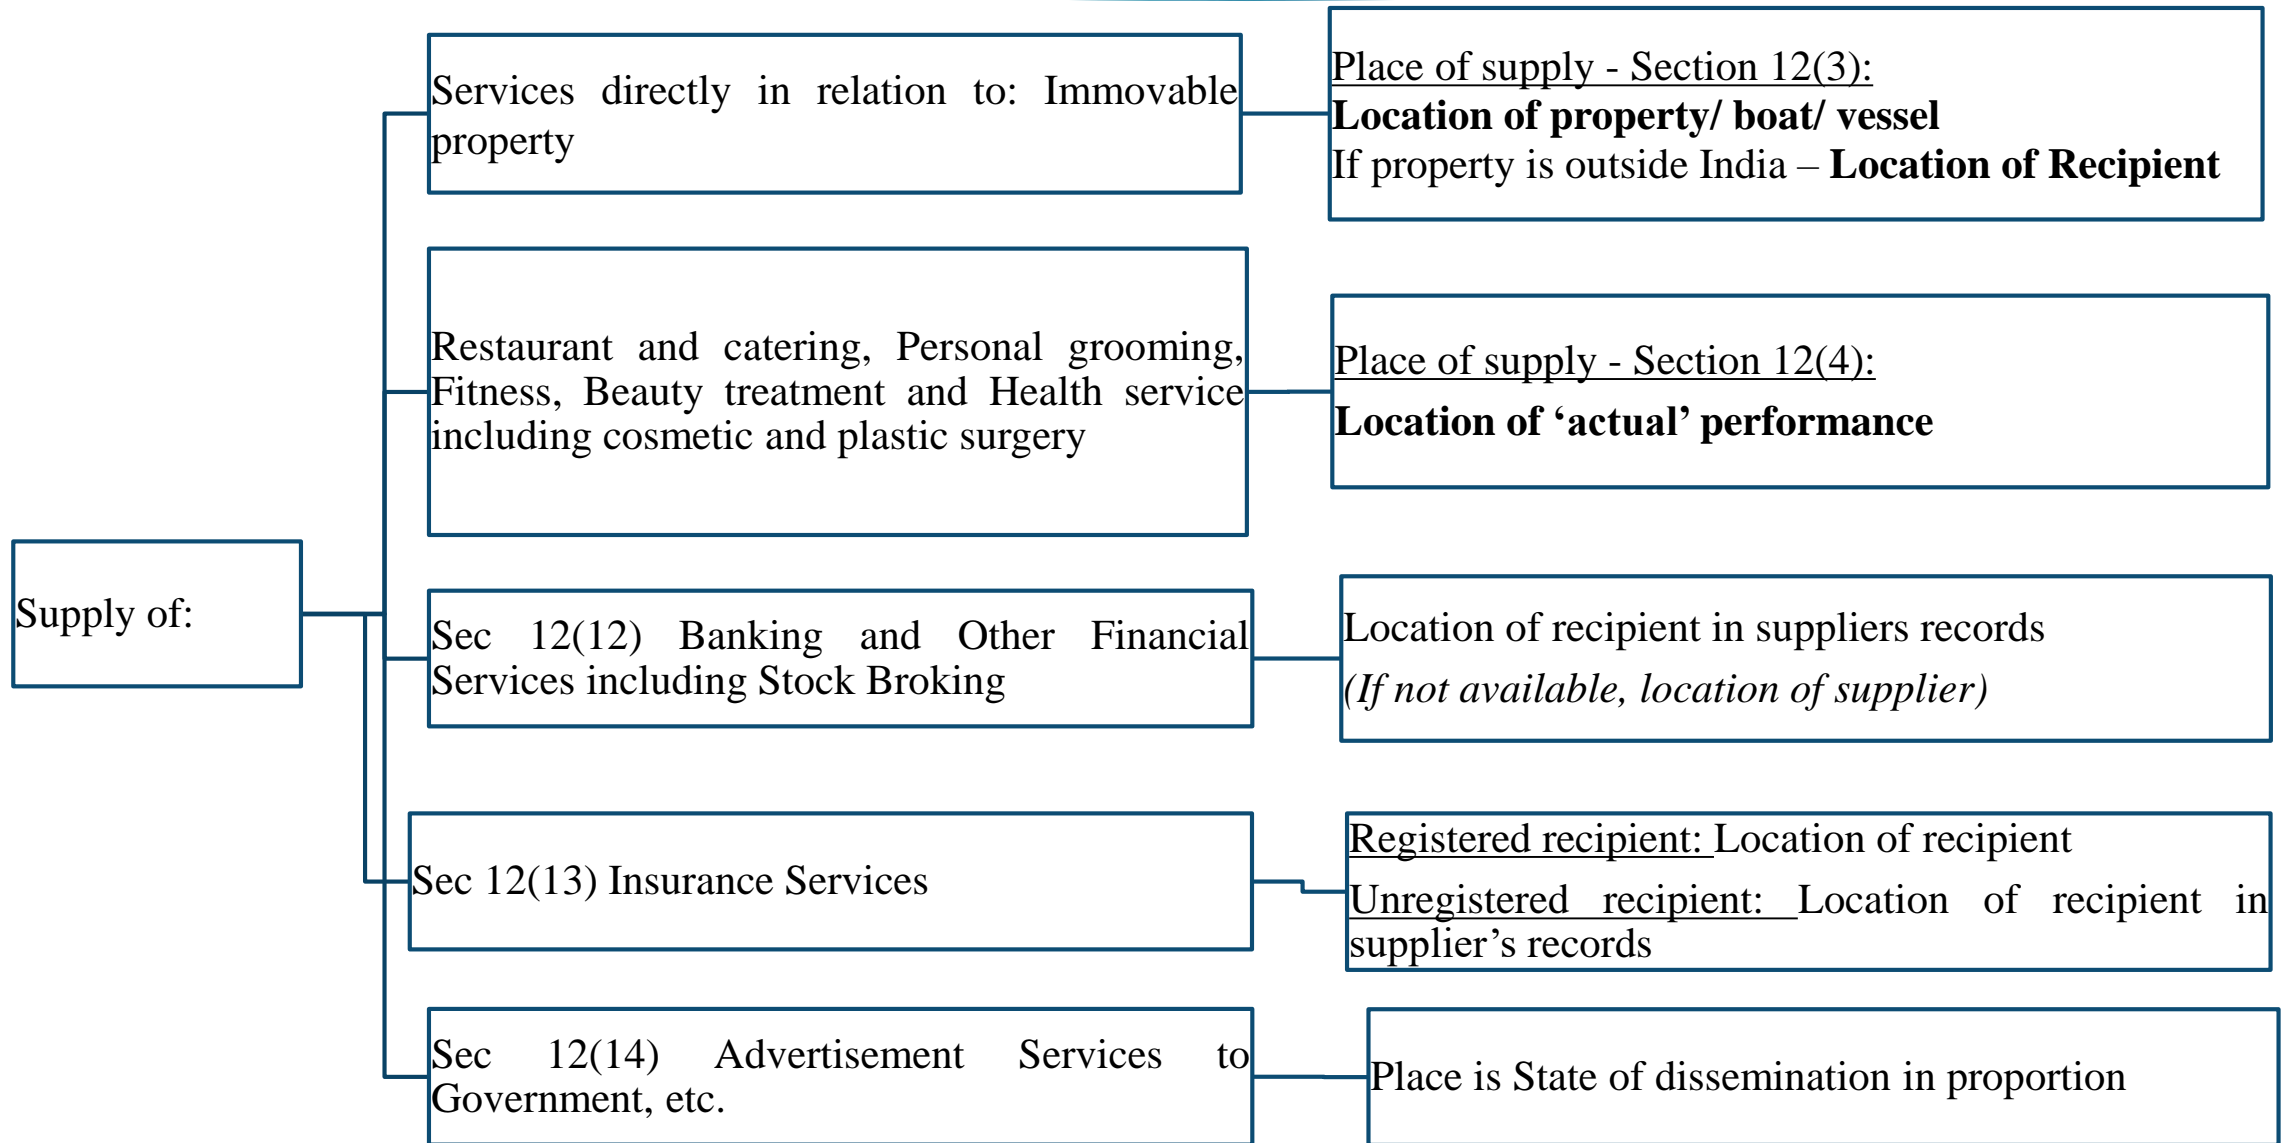 Supply of:
Services directly in relation to: Immovable
property
Place of supply - Section 12(3):
Location of property/ boat/ vessel
If property is outside India – Location of Recipient
Restaurant and catering, Personal grooming,
Fitness, Beauty treatment and Health service
including cosmetic and plastic surgery
Place of supply - Section 12(4):
Location of ‘actual’ performance
Sec 12(12) Banking and Other Financial
Services including Stock Broking
Location of recipient in suppliers records
(If not available, location of supplier)
Sec 12(13) Insurance Services
Registered recipient: Location of recipient
Unregistered recipient: Location of recipient in
supplier’s records
Sec 12(14) Advertisement Services to
Government, etc.
Place is State of dissemination in proportion